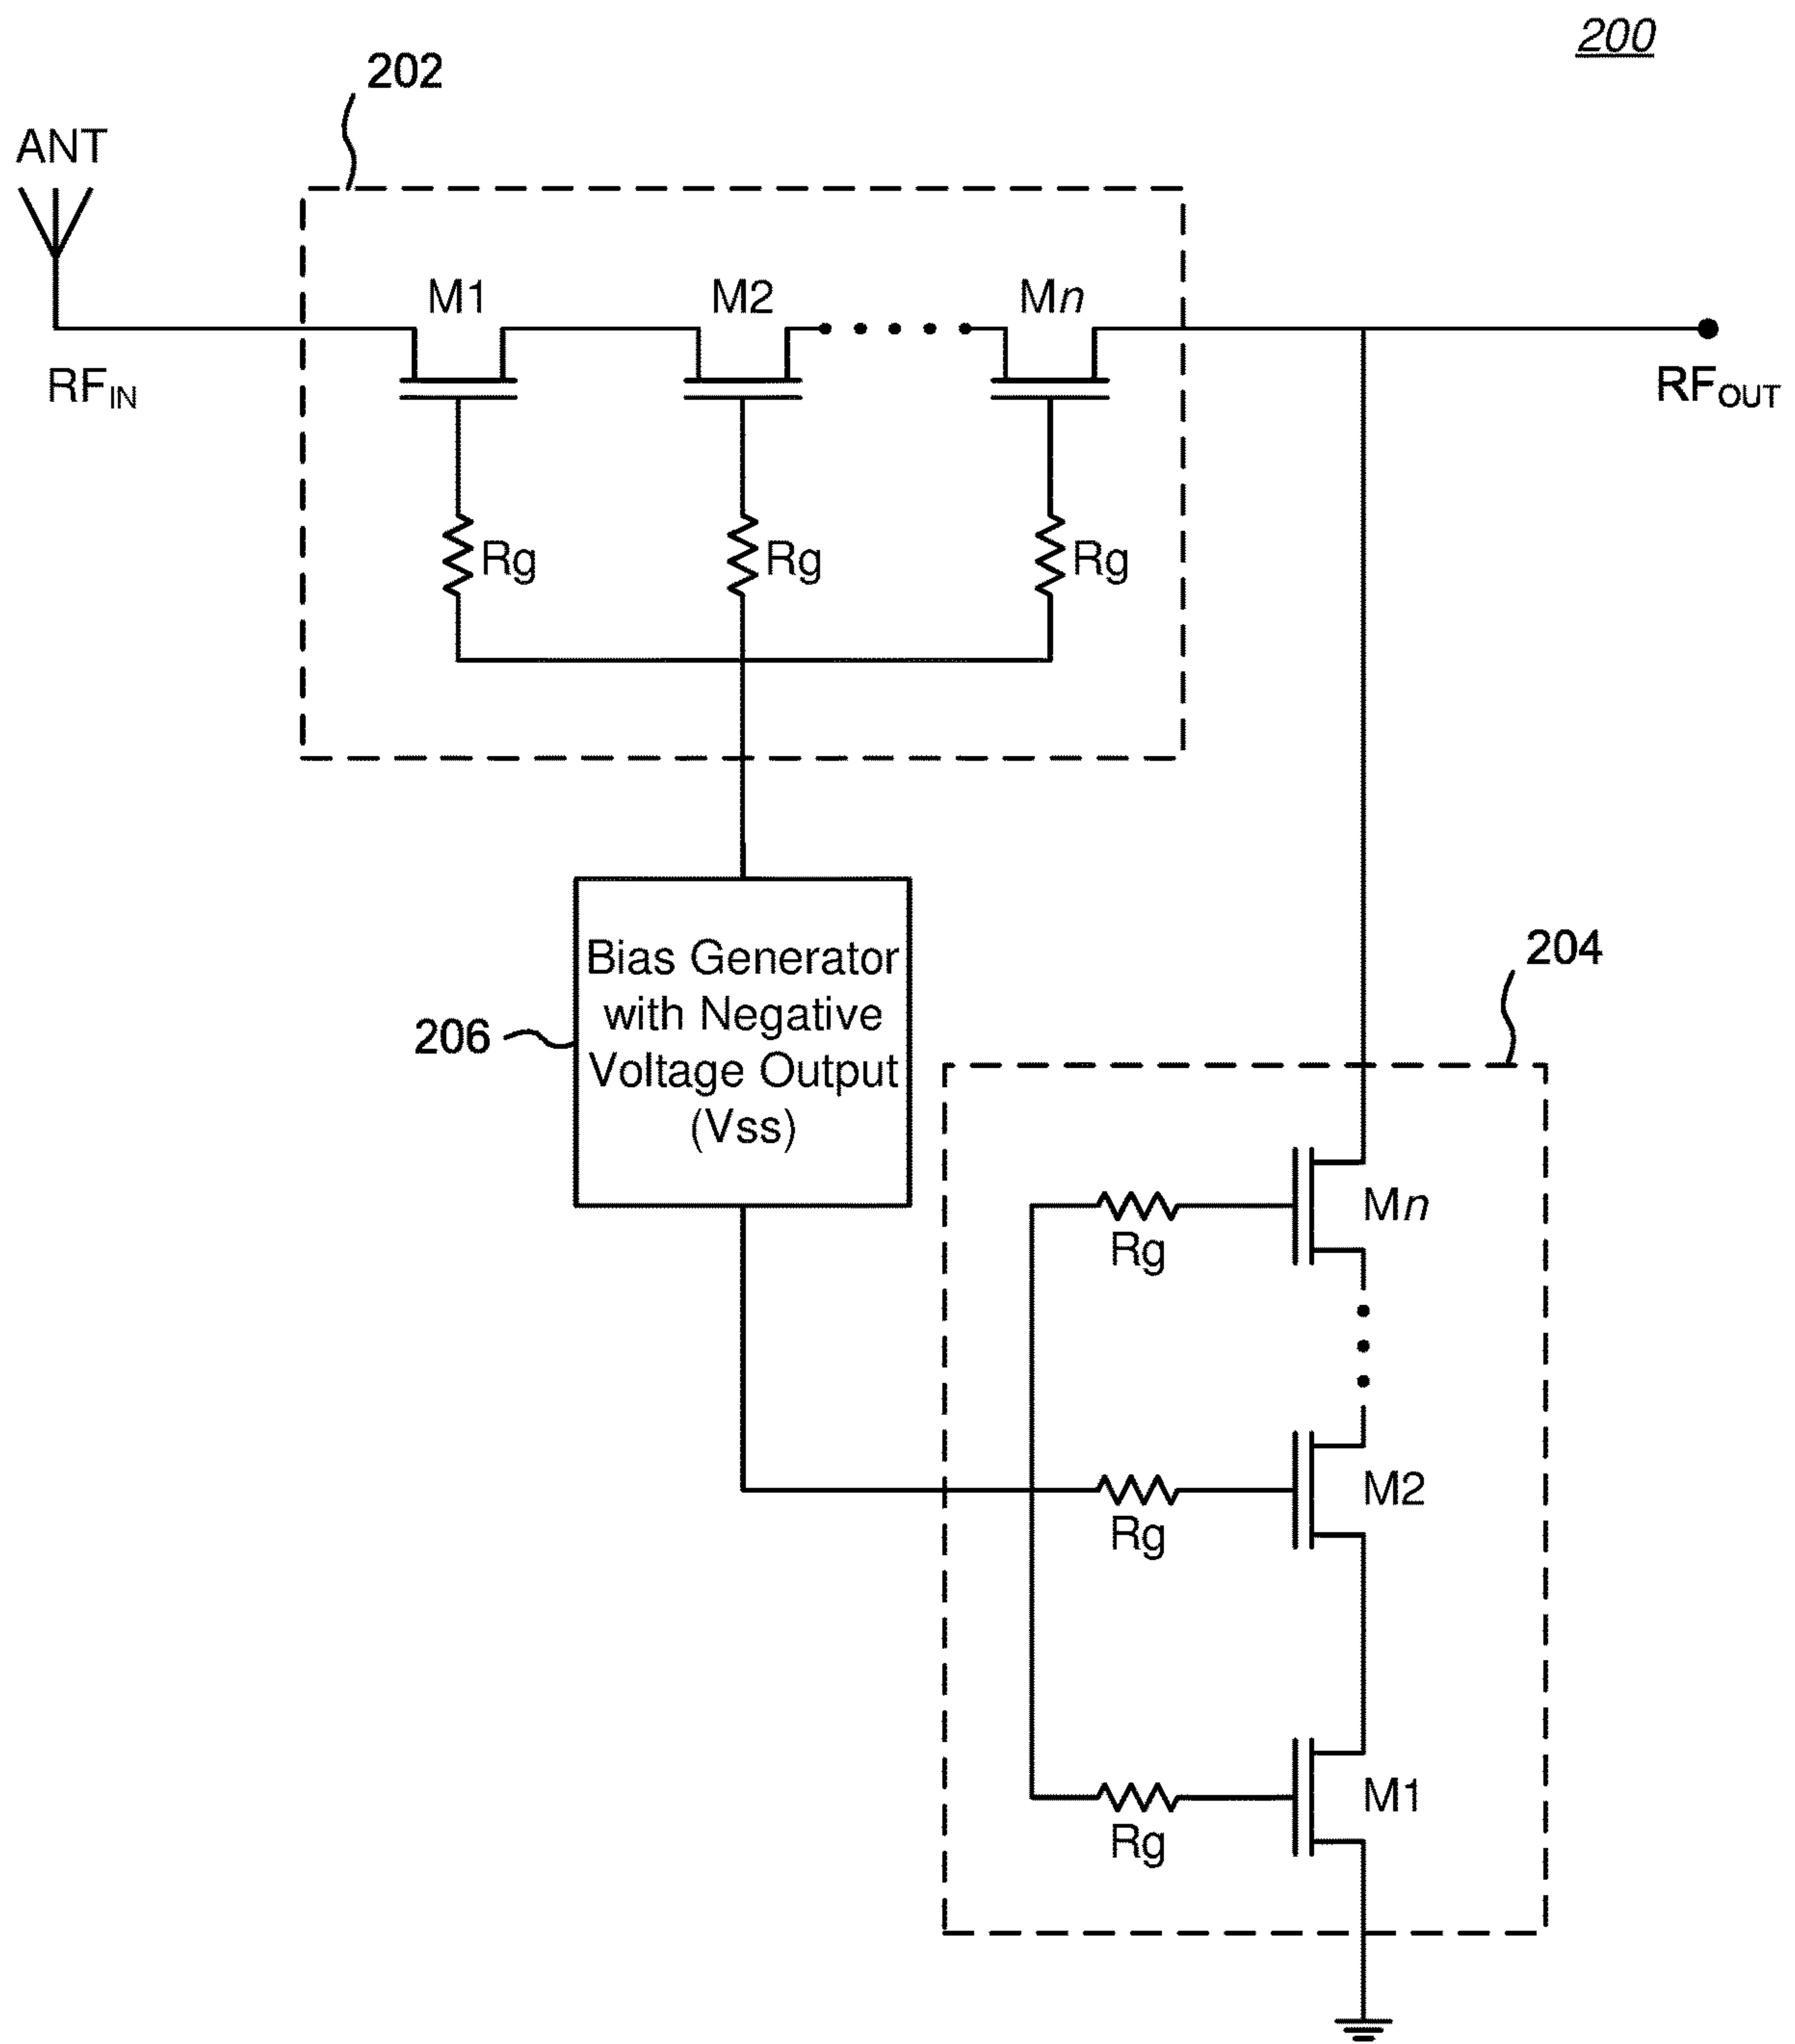 200
202
ANT
M1
M2
Mn
RFIN
RFOUT
Rg
Rg
Rg
Bias Generator
with Negative
Voltage Output
(Vss)
206
204
Mn
Rg
M2
Rg
M1
Rg